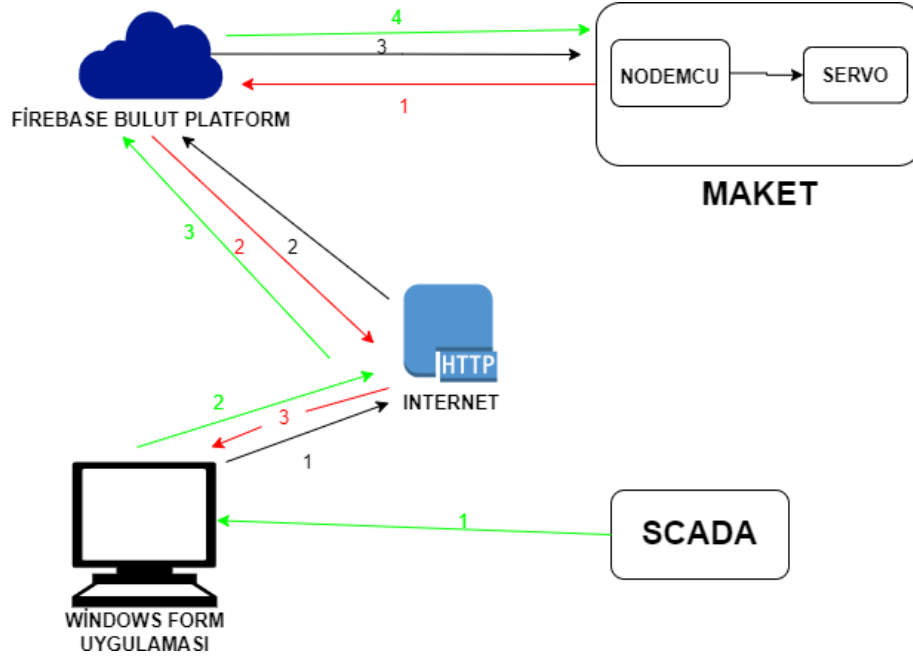 4
3
1
NODEMCU
SERVO
FİREBASE BULUT PLATFORM
MAKET
3
2
2
HTTP
INTERNET
2
3
1
1
SCADA
WİNDOWS FORM
UYGULAMASI